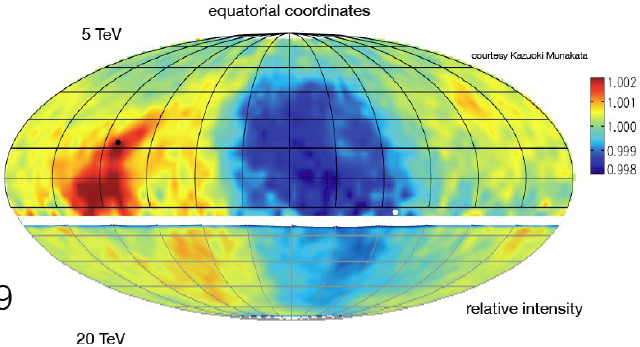 equatorial coordinates
5 TeV
courtesy Kazuoki Munakata
1.002
1.001
1.000
0.999
0.998
9
relative intensity
20 TeV